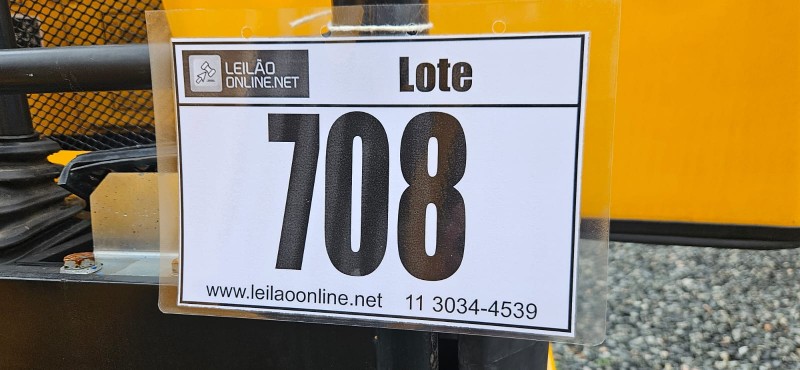 LEILÃO
ONLINE.NET
Lote
708
www.leilaoonline.net 11 3034-4539